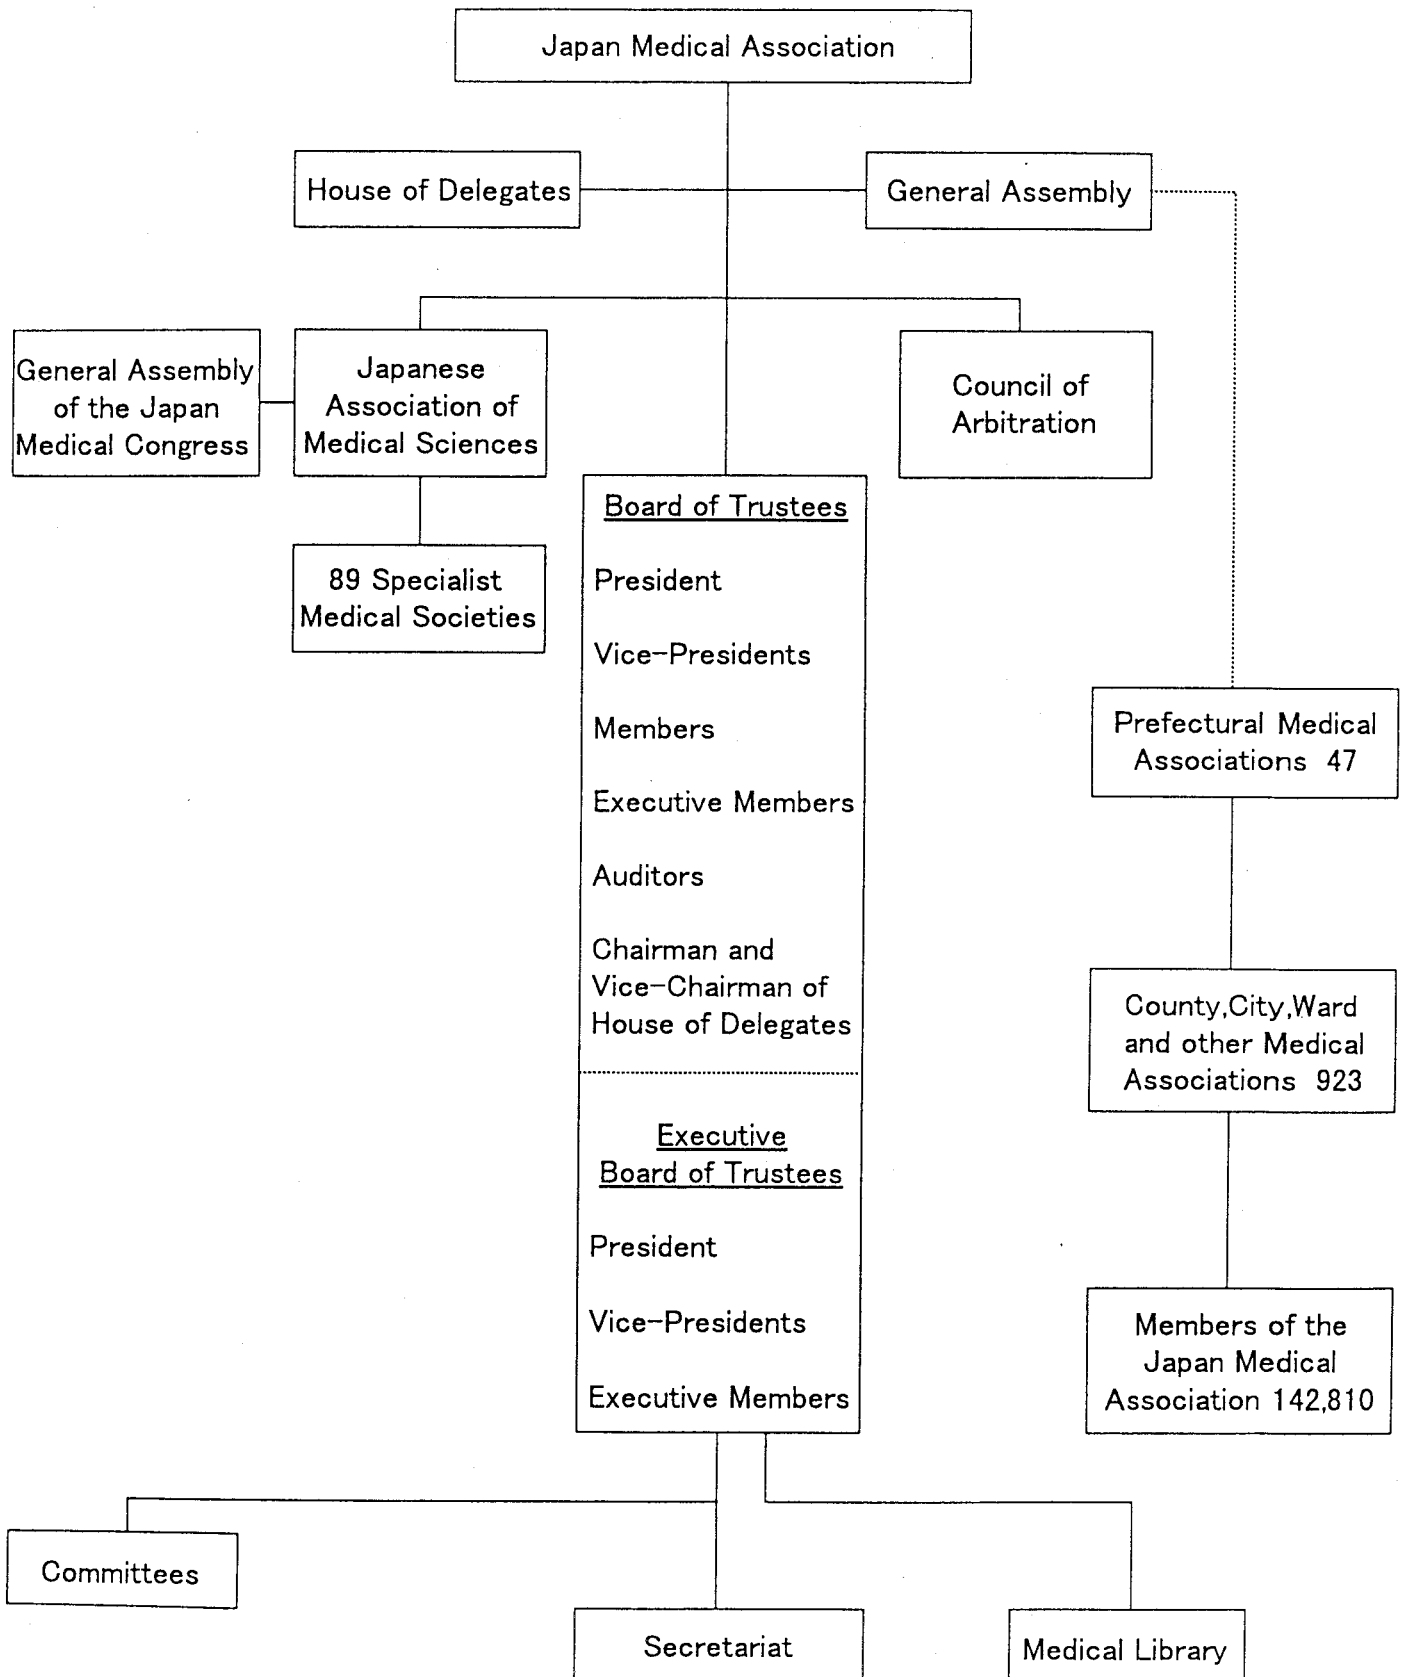 Japan Medical Association
House of Delegates
General Assembly
General Assembly
of the Japan
Medical Congress
Japanese
Association of
Medical Sciences
Council of
Arbitration
89 Specialist
Medical Societies
Board of Trustees
President
Vice-Presidents
Members
Executive Members
Auditors
Chairman and
Vice-Chairman of
House of Delegates
Executive
Board of Trustees
President
Vice-Presidents
Executive Members
Prefectural Medical
Associations 47
County,City,Ward
and other Medical
Associations 923
Members of the
Japan Medical
Association 142,810
Committees
Secretariat
Medical Library